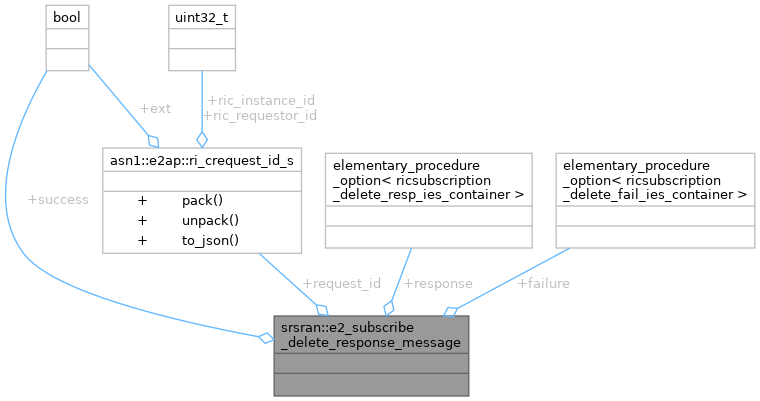 bool
uint32_t
+ext
+ric_instance_id
+ric_requestor_id
asn1::e2ap::ri_crequest_id_s
+ pack()
+ unpack()
+ to_json()
elementary_procedure
_option< ricsubscription
_delete_resp_ies_container >
elementary_procedure
_option< ricsubscription
_delete_fail_ies_container >
+success
+request_id
+response
+failure
srsran::e2_subscribe
_delete_response_message